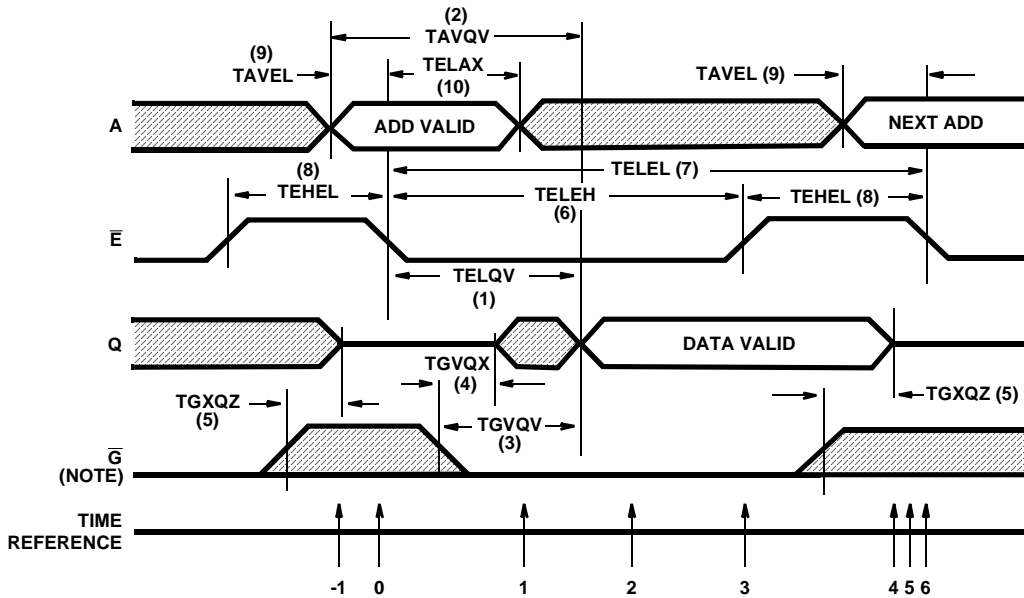 (2)
TAVQV
(9)
TAVEL
TELAX
(10)
TAVEL (9)
A
ADD VALID
NEXT ADD
(8)
TEHEL
TELEL (7)
TELEH
(6)
TEHEL (8)
E
TELQV
(1)
Q
DATA VALID
TGVQX
(4)
TGXQZ
(5)
TGXQZ (5)
TGVQV
(3)
G
(NOTE)
TIME
REFERENCE
-1 0 1 2 3 4 5 6